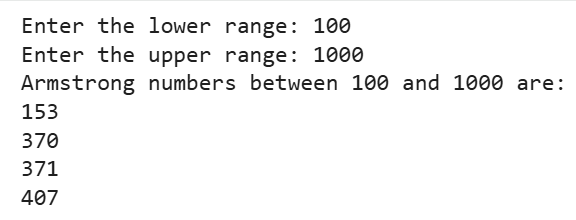 Enter the lower range: 100
Enter the upper range: 1000
Armstrong numbers between 100 and 1000 are:
153
370
371
407